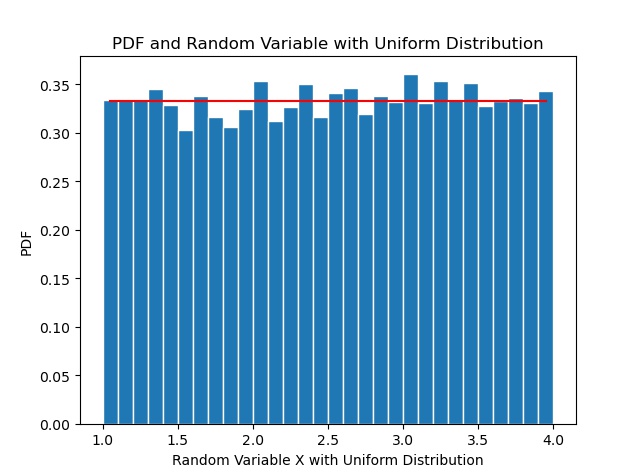 PDF and Random Variable with Uniform Distribution
0.35
0.30
0.25
0.20
0.15
0.10
0.05
0.00
PDF
1.0 1.5 2.0 2.5 3.0 3.5 4.0
Random Variable X with Uniform Distribution